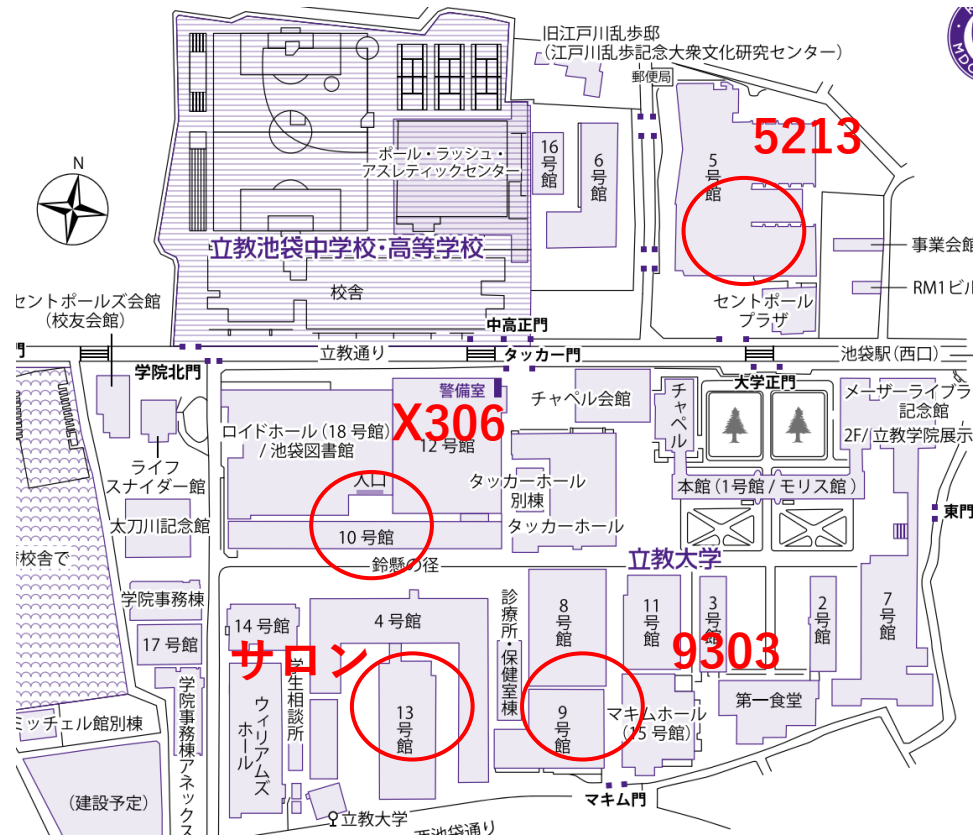 旧江戸川乱歩邸
（江戸川乱歩記念大衆文化研究センター）
郵便局
MDCC
5213
N
ポール・ラッシュ・
アスレティックセンター
16号館
6号館
5号館
立教池袋中学校・高等学校
校舎
事業会館
RM1ビル
セントポール
プラザ
セントポールズ会館
（校友会館）
中高正門
門
学院北門
立教通り
タッカー門
大学正門
池袋駅（西口）
警備室
チャペル会館
チャペル
メーザーライブラ
記念館
2F/立教学院展示
X306
ロイドホール（18号館）
/池袋図書館
12号館
入口
ライフ
スナイダー館
タッカーホール
別棟
本館（1号館/モリス館）
太刀川記念館
10号館
タッカーホール
東門
校舎で
鈴懸の径
立教大学
学院事務棟
14号館
4号館
診療所・保健室棟
8号館
11号館
3号館
2号館
7号館
17号館
サロン
9303
学生相談所
学院事務棟アネックス
ウィリアムズ
ホール
13号館
9号館
マキムホール
（15号館）
第一食堂
ミッチェル館別棟
（建設予定）
マキム門
立教大学
西池袋通り